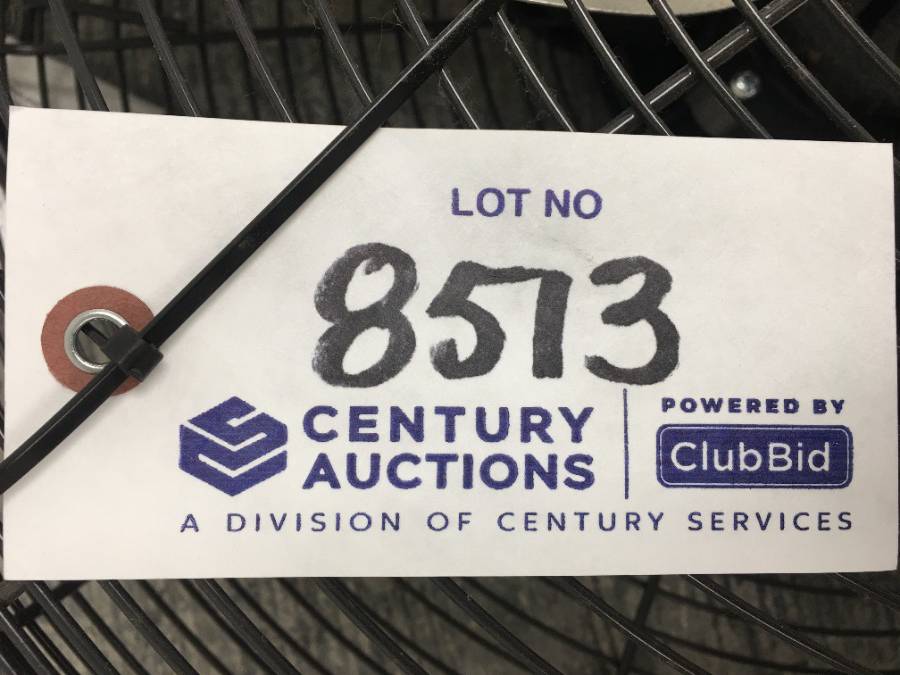 LOT NO
8513
CENTURY
AUCTIONS
POWERED BY
ClubBid
A DIVISION OF CENTURY SERVICES